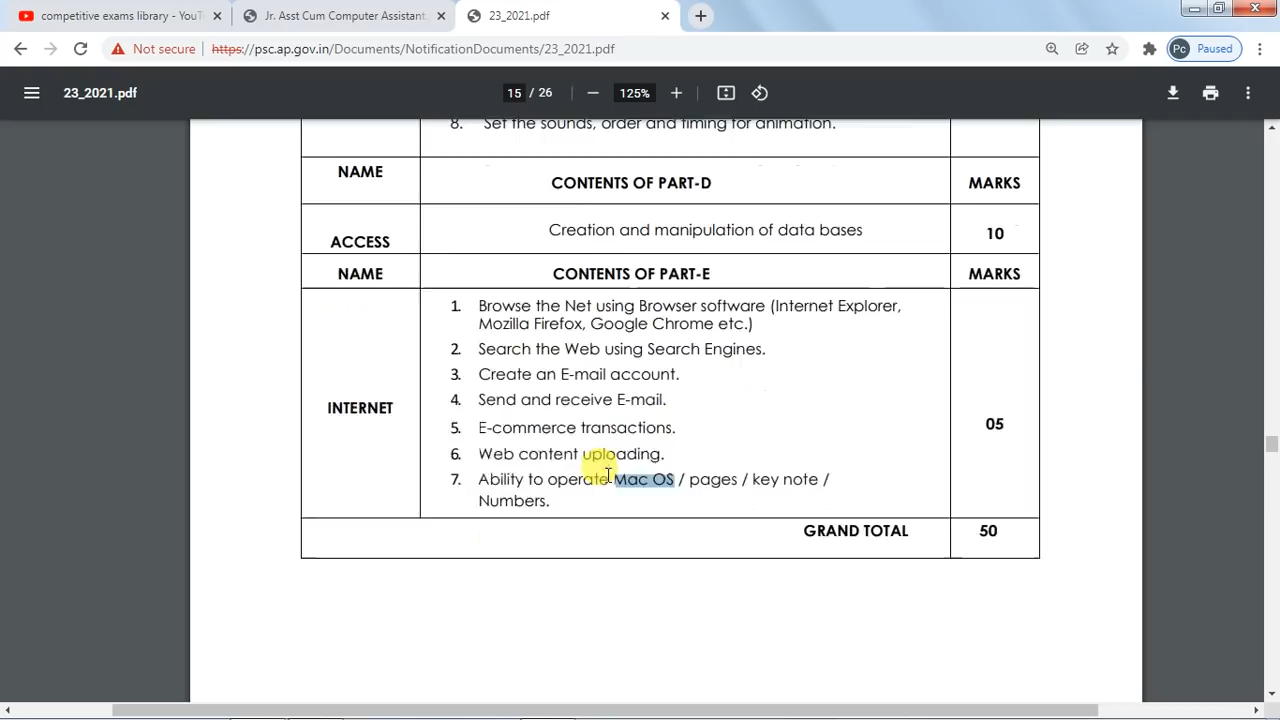 competitive exams library - YouT
Jr. Asst Cum Computer Assistant,
23_2021.pdf
Not secure
https://psc.ap.gov.in/Documents/NotificationDocuments/23_2021.pdf
Pc Paused
23_2021.pdf
15 / 26
125%
8. Set the sounds, order and timing for animation.
NAME
CONTENTS OF PART-D
MARKS
ACCESS
Creation and manipulation of data bases
10
NAME
CONTENTS OF PART-E
MARKS
INTERNET
1. Browse the Net using Browser software (Internet Explorer,
Mozilla Firefox, Google Chrome etc.)
2. Search the Web using Search Engines.
3. Create an E-mail account.
4. Send and receive E-mail.
5. E-commerce transactions.
6. Web content uploading.
7. Ability to operate Mac OS / pages / key note /
Numbers.
05
GRAND TOTAL
50